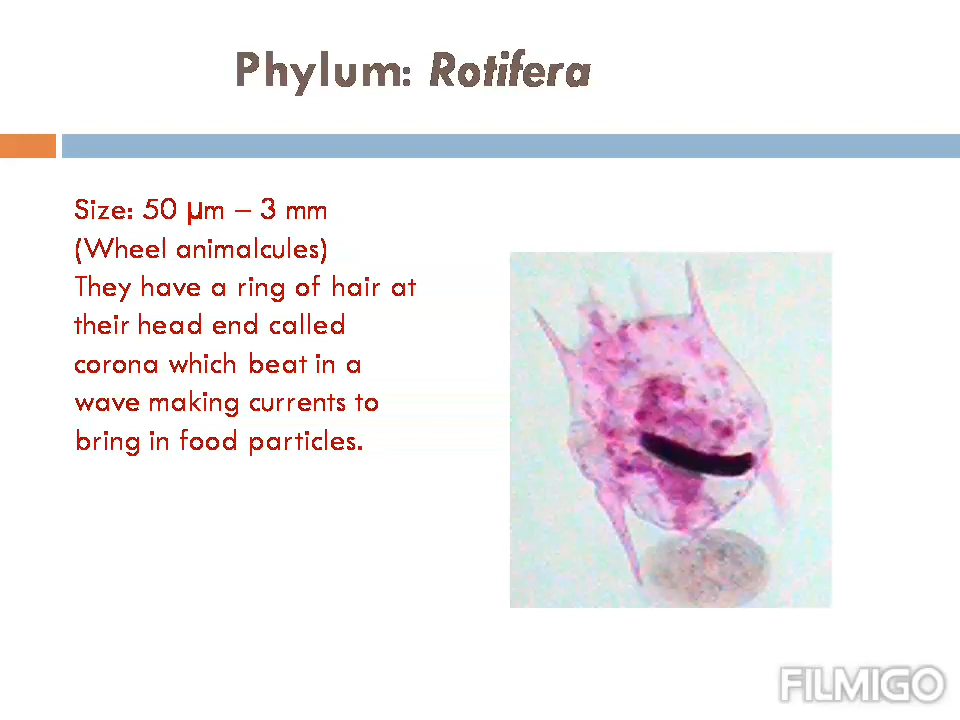 Phylum: Rotifera
Size: 50 µm – 3 mm
(Wheel animalcules)
They have a ring of hair at
their head end called
corona which beat in a
wave making currents to
bring in food particles.
FILMIGO